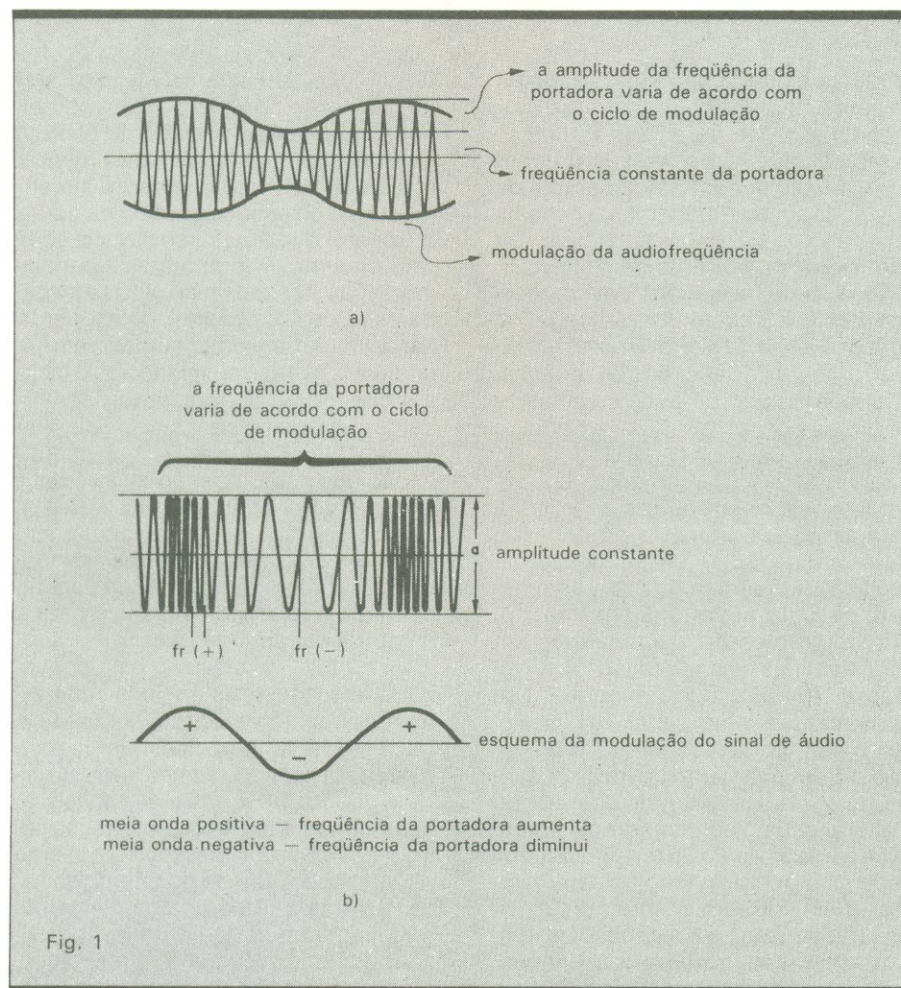 a amplitude da freqüência da
portadora varia de acordo com
o ciclo de modulação
freqüência constante da portadora
modulação da audiofreqüência
a)
a freqüência da portadora
varia de acordo com o ciclo
de modulação
a amplitude constante
fr (+) fr (−)
+ − +
esquema da modulação do sinal de áudio
meia onda positiva — freqüência da portadora aumenta
meia onda negativa — freqüência da portadora diminui
b)
Fig. 1